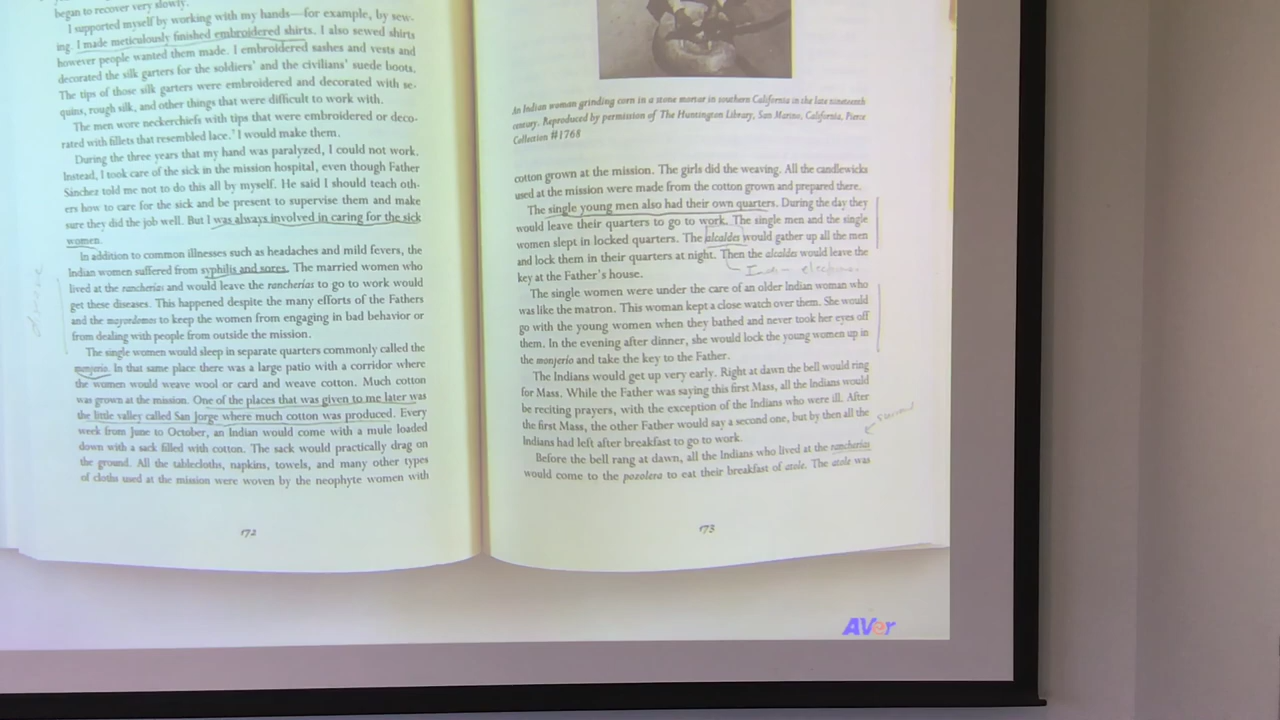 began to recover very slowly.
I supported myself by working with my hands—for example, by sew-
ing. I made meticulously finished embroidered shirts. I also sewed shirts
however people wanted them made. I embroidered sashes and vests and
decorated the silk garters for the soldiers' and the civilians' suede boots.
The tips of those silk garters were embroidered and decorated with se-
quins, rough silk, and other things that were difficult to work with.
The men wore neckerchiefs with tips that were embroidered or deco-
rated with fillets that resembled lace.⁷ I would make them.
During the three years that my hand was paralyzed, I could not work.
Instead, I took care of the sick in the mission hospital, even though Father
Sánchez told me not to do this all by myself. He said I should teach oth-
ers how to care for the sick and be present to supervise them and make
sure they did the job well. But I was always involved in caring for the sick
women.
In addition to common illnesses such as headaches and mild fevers, the
Indian women suffered from syphilis and sores. The married women who
lived at the rancherías and would leave the rancherías to go to work would
get these diseases. This happened despite the many efforts of the Fathers
and the mayordomos to keep the women from engaging in bad behavior or
from dealing with people from outside the mission.
The single women would sleep in separate quarters commonly called the
monjerío. In that same place there was a large patio with a corridor where
the women would weave wool or card and weave cotton. Much cotton
was grown at the mission. One of the places that was given to me later was
the little valley called San Jorge where much cotton was produced. Every
week from June to October, an Indian would come with a mule loaded
down with a sack filled with cotton. The sack would practically drag on
the ground. All the tablecloths, napkins, towels, and many other types
of cloths used at the mission were woven by the neophyte women with
172
An Indian woman grinding corn in a stone mortar in southern California in the late nineteenth
century. Reproduced by permission of The Huntington Library, San Marino, California, Pierce
Collection #1768
cotton grown at the mission. The girls did the weaving. All the candlewicks
used at the mission were made from the cotton grown and prepared there.
The single young men also had their own quarters. During the day they
would leave their quarters to go to work. The single men and the single
women slept in locked quarters. The alcaldes would gather up all the men
and lock them in their quarters at night. Then the alcaldes would leave the
key at the Father's house.
The single women were under the care of an older Indian woman who
was like the matron. This woman kept a close watch over them. She would
go with the young women when they bathed and never took her eyes off
them. In the evening after dinner, she would lock the young women up in
the monjerío and take the key to the Father.
The Indians would get up very early. Right at dawn the bell would ring
for Mass. While the Father was saying this first Mass, all the Indians would
be reciting prayers, with the exception of the Indians who were ill. After
the first Mass, the other Father would say a second one, but by then all the
Indians had left after breakfast to go to work.
Before the bell rang at dawn, all the Indians who lived at the rancherías
would come to the pozolera to eat their breakfast of atole. The atole was
173
AVer